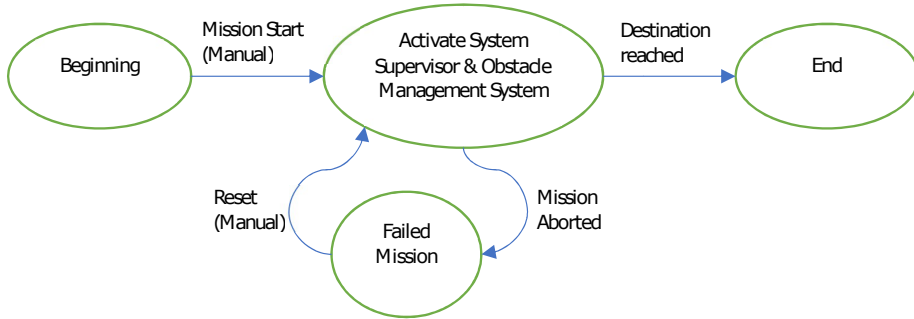 Beginning
Mission Start
(Manual)
Activate System
Supervisor & Obstacle
Management System
Destination
reached
End
Reset
(Manual)
Mission
Aborted
Failed
Mission